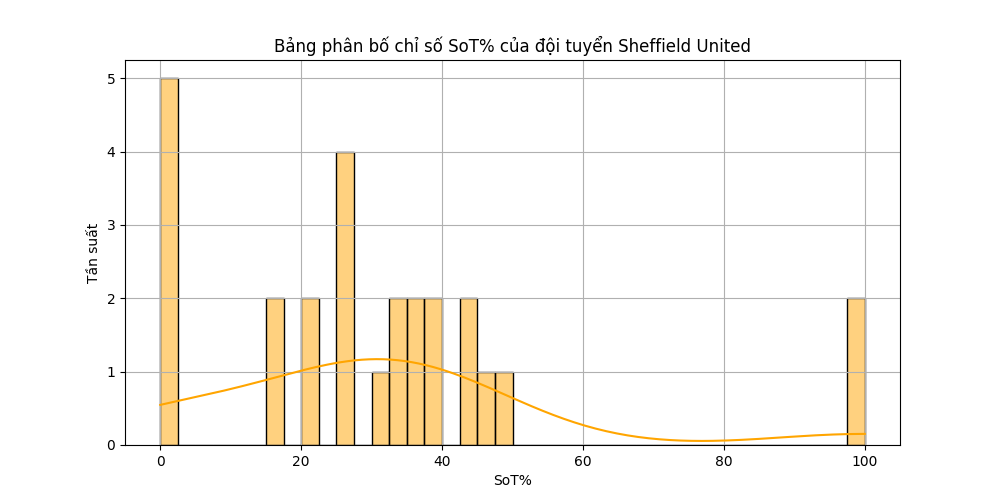 Bảng phân bố chỉ số SoT% của đội tuyển Sheffield United
5
4
3
2
1
0
Tần suất
0 20 40 60 80 100
SoT%